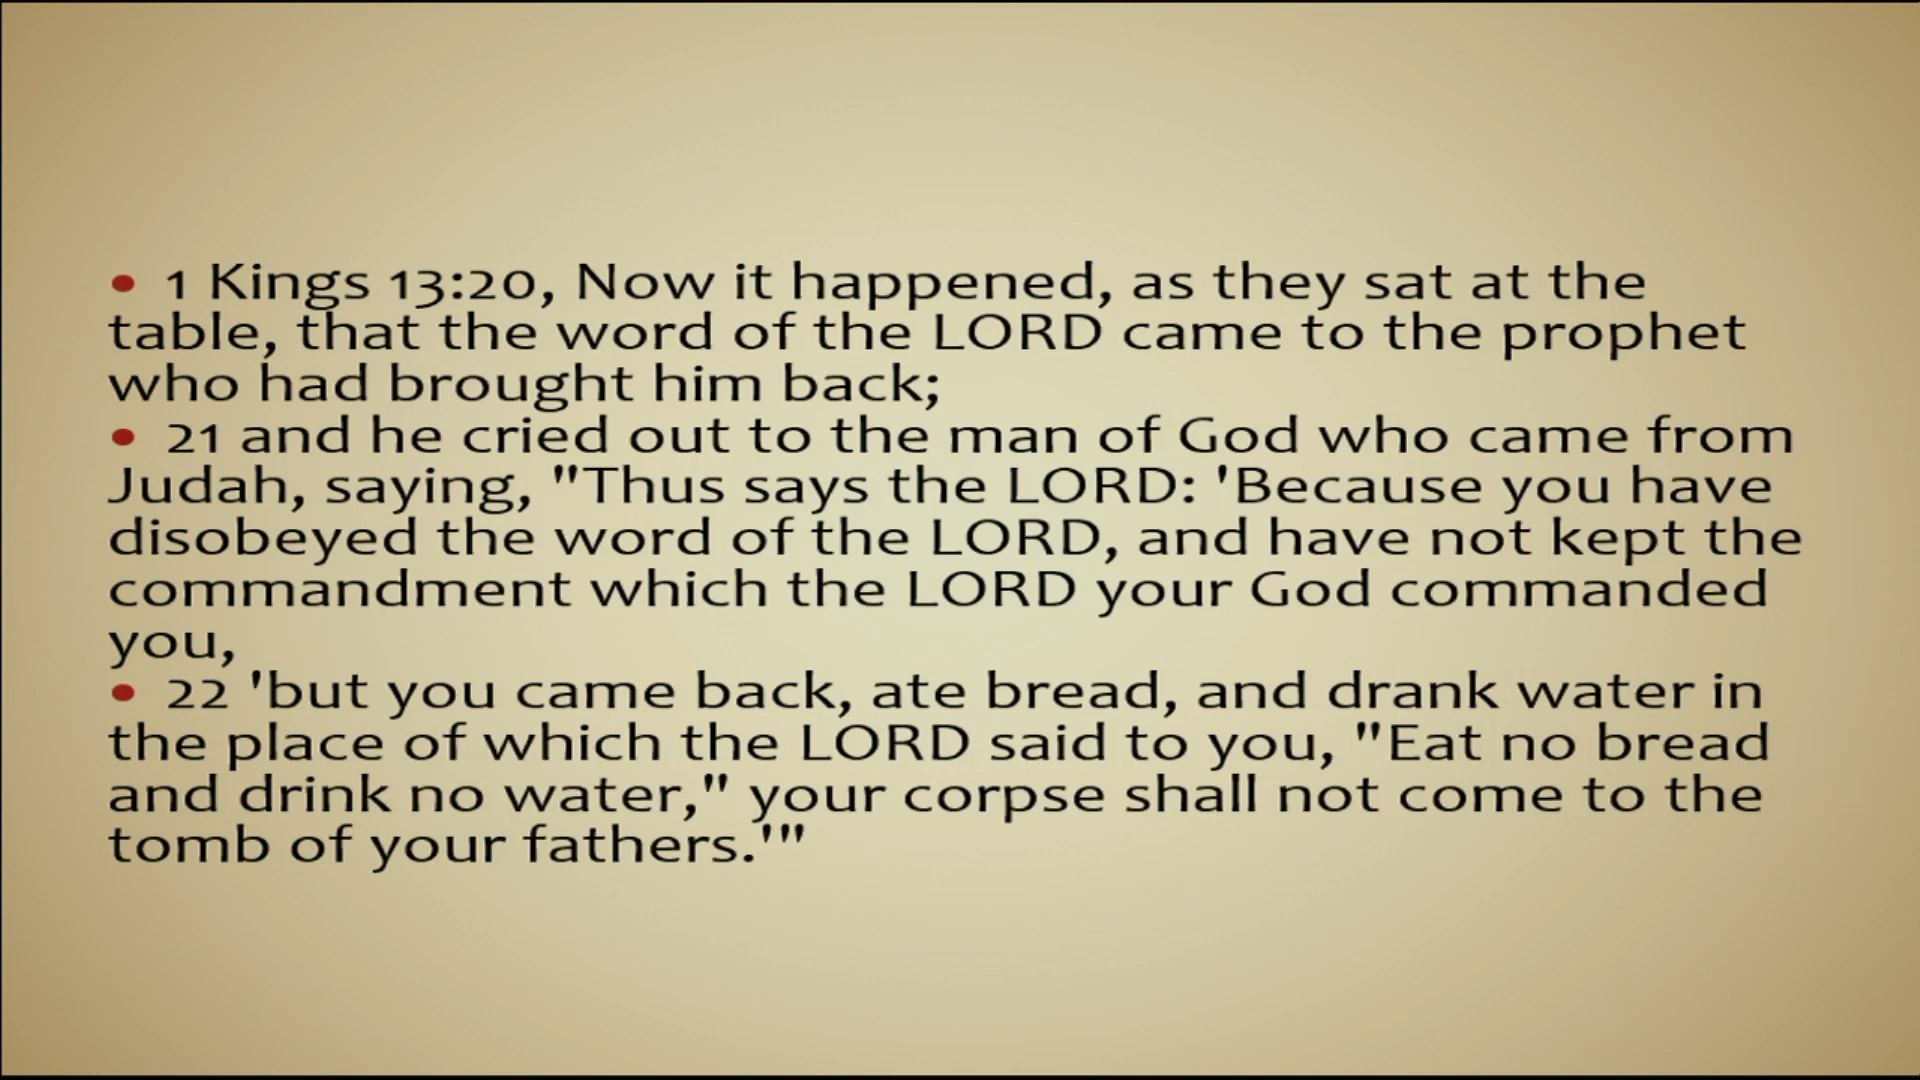 • 1 Kings 13:20, Now it happened, as they sat at the
table, that the word of the LORD came to the prophet
who had brought him back;
• 21 and he cried out to the man of God who came from
Judah, saying, "Thus says the LORD: 'Because you have
disobeyed the word of the LORD, and have not kept the
commandment which the LORD your God commanded
you,
• 22 'but you came back, ate bread, and drank water in
the place of which the LORD said to you, "Eat no bread
and drink no water," your corpse shall not come to the
tomb of your fathers.'"